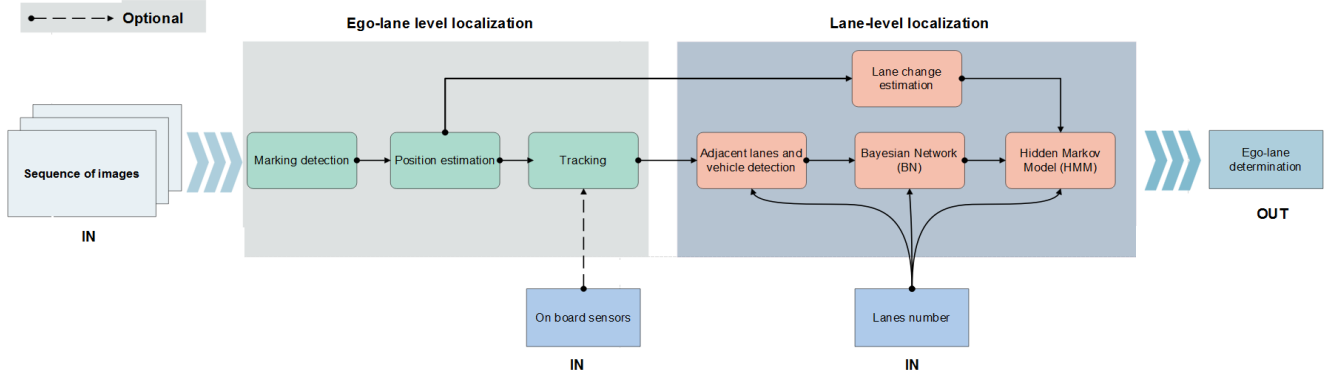 Optional
Ego-lane level localization
Lane-level localization
Lane change
estimation
Sequence of images
Marking detection
Position estimation
Tracking
Adjacent lanes and
vehicle detection
Bayesian Network
(BN)
Hidden Markov
Model (HMM)
Ego-lane
determination
IN
OUT
On board sensors
Lanes number
IN
IN